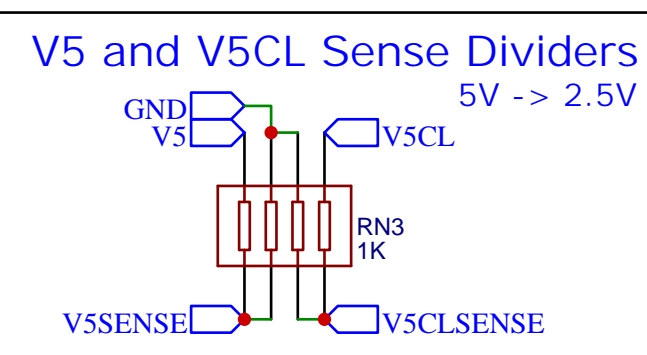 V5 and V5CL Sense Dividers
5V -> 2.5V
GND
V5
V5CL
RN3
1K
V5SENSE
V5CLSENSE